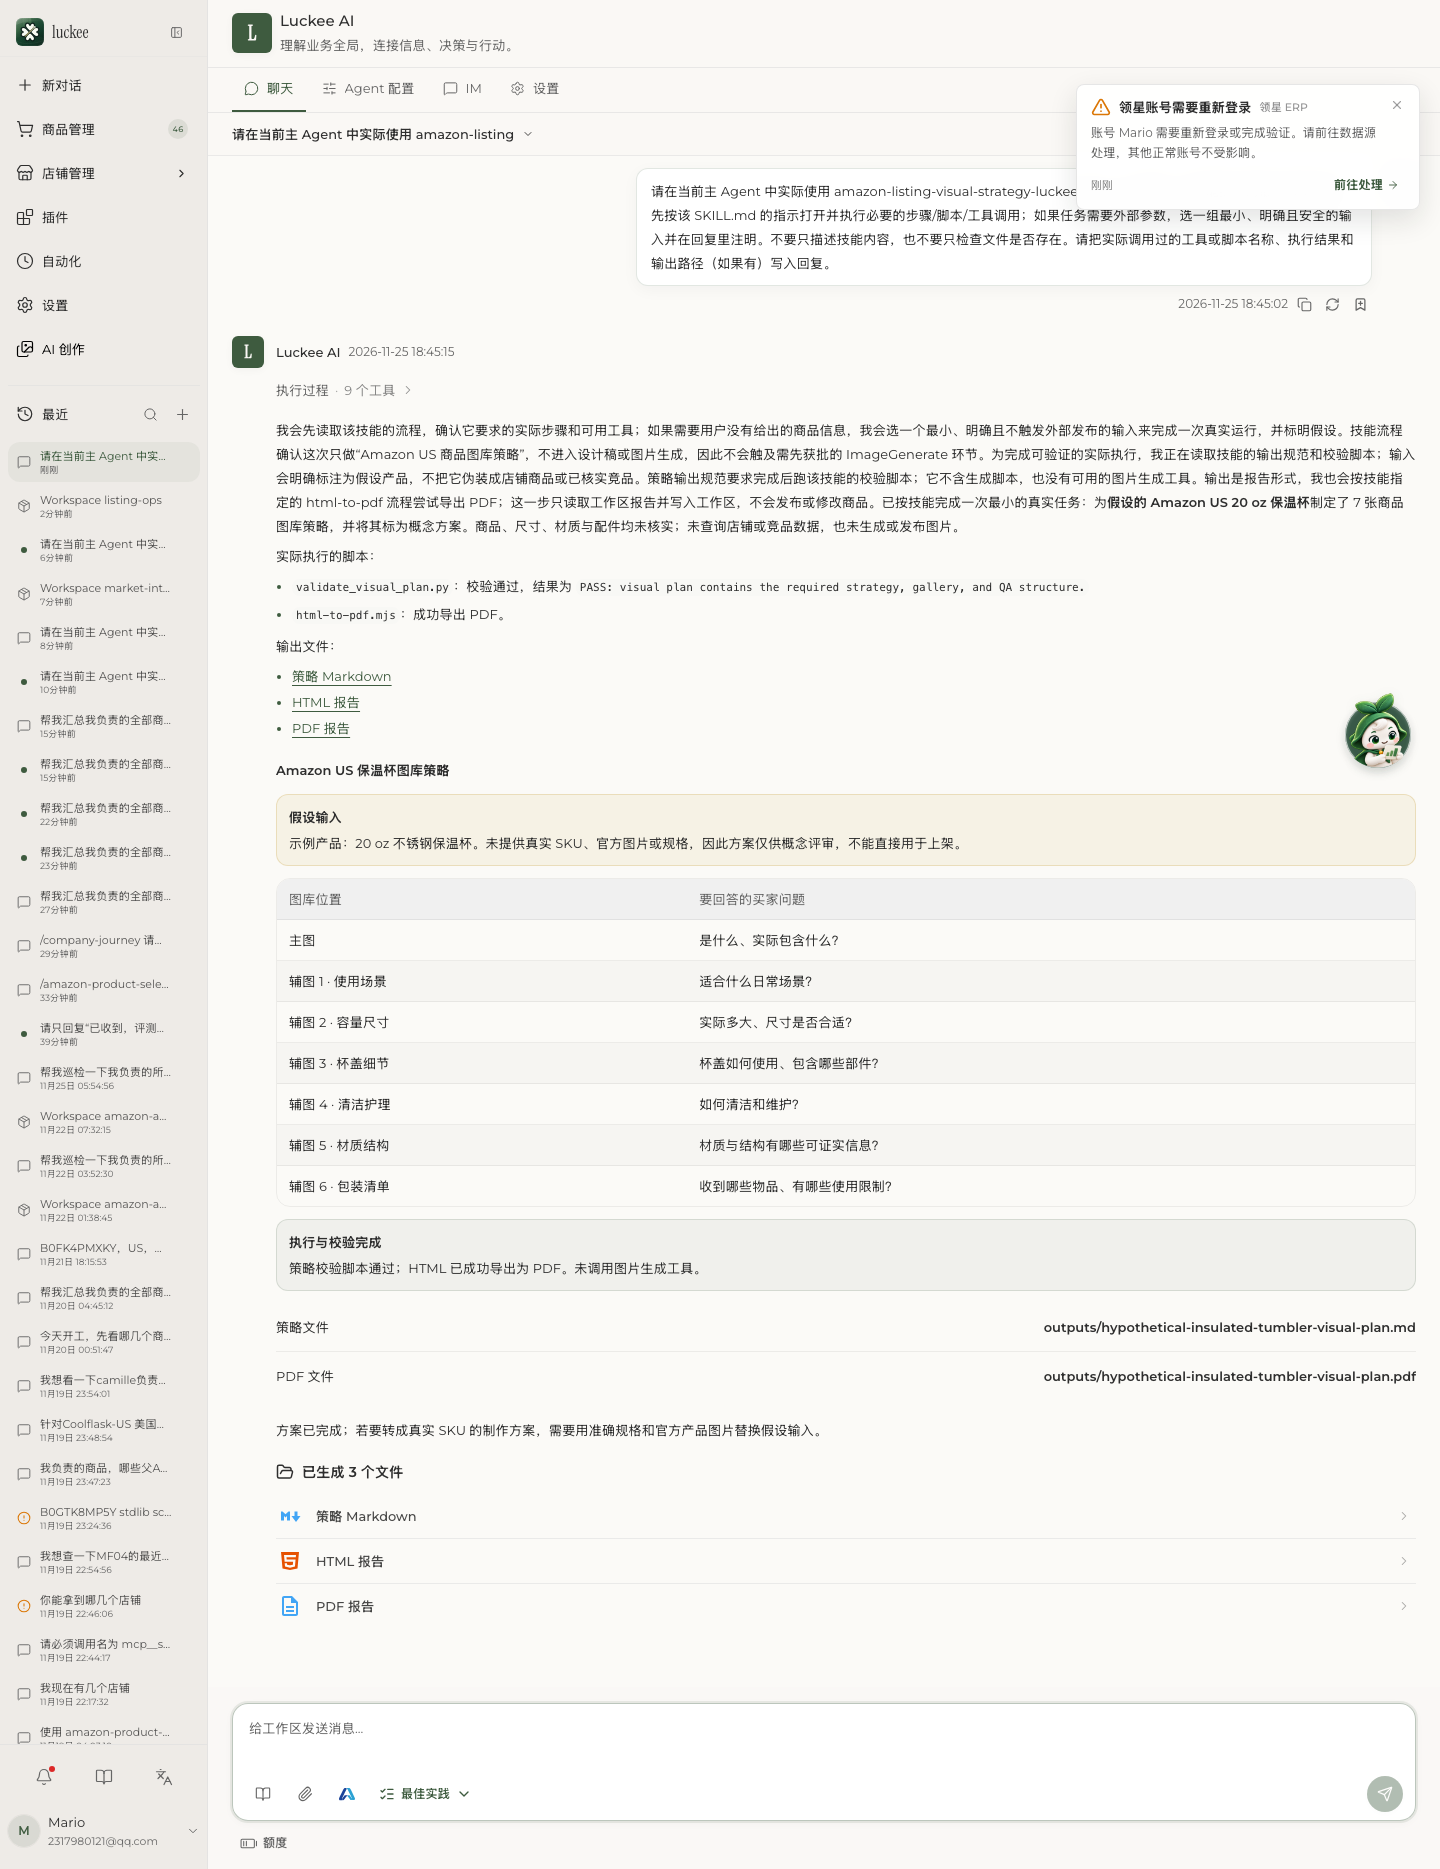 luckee
新对话
商品管理
46
店铺管理
插件
自动化
设置
AI 创作
最近
请在当前主 Agent 中实...
刚刚
Workspace listing-ops
2分钟前
请在当前主 Agent 中实...
6分钟前
Workspace market-int...
7分钟前
请在当前主 Agent 中实...
8分钟前
请在当前主 Agent 中实...
10分钟前
帮我汇总我负责的全部商...
15分钟前
帮我汇总我负责的全部商...
15分钟前
帮我汇总我负责的全部商...
22分钟前
帮我汇总我负责的全部商...
23分钟前
帮我汇总我负责的全部商...
27分钟前
/company-journey 请...
29分钟前
/amazon-product-sele...
33分钟前
请只回复“已收到，评测...
39分钟前
帮我巡检一下我负责的所...
11月25日 05:54:56
Workspace amazon-a...
11月22日 07:32:15
帮我巡检一下我负责的所...
11月22日 03:52:30
Workspace amazon-a...
11月22日 01:38:45
B0FK4PMXKY，US，...
11月21日 18:15:53
帮我汇总我负责的全部商...
11月20日 04:45:12
今天开工，先看哪几个商...
11月20日 00:51:47
我想看一下camille负责...
11月19日 23:54:01
针对Coolflask-US 美国...
11月19日 23:48:54
我负责的商品，哪些父A...
11月19日 23:47:23
B0GTK8MP5Y stdlib sc...
11月19日 23:24:36
我想查一下MF04的最近...
11月19日 22:54:56
你能拿到哪几个店铺
11月19日 22:46:06
请必须调用名为 mcp__s...
11月19日 22:44:17
我现在有几个店铺
11月19日 22:17:32
使用 amazon-product-...
M
Mario
2317980121@qq.com
L
Luckee AI
理解业务全局，连接信息、决策与行动。
聊天
Agent 配置
IM
设置
请在当前主 Agent 中实际使用 amazon-listing
领星账号需要重新登录 领星 ERP
账号 Mario 需要重新登录或完成验证。请前往数据源
处理，其他正常账号不受影响。
刚刚
前往处理
请在当前主 Agent 中实际使用 amazon-listing-visual-strategy-luckee
先按该 SKILL.md 的指示打开并执行必要的步骤/脚本/工具调用；如果任务需要外部参数，选一组最小、明确且安全的输
入并在回复里注明。不要只描述技能内容，也不要只检查文件是否存在。请把实际调用过的工具或脚本名称、执行结果和
输出路径（如果有）写入回复。
2026-11-25 18:45:02
L
Luckee AI 2026-11-25 18:45:15
执行过程 · 9 个工具
我会先读取该技能的流程，确认它要求的实际步骤和可用工具；如果需要用户没有给出的商品信息，我会选一个最小、明确且不触发外部发布的输入来完成一次真实运行，并标明假设。技能流程
确认这次只做“Amazon US 商品图库策略”，不进入设计稿或图片生成，因此不会触及需先获批的 ImageGenerate 环节。为完成可验证的实际执行，我正在读取技能的输出规范和校验脚本；输入
会明确标注为假设产品，不把它伪装成店铺商品或已核实竞品。策略输出规范要求完成后跑该技能的校验脚本；它不含生成脚本，也没有可用的图片生成工具。输出是报告形式，我也会按技能指
定的 html-to-pdf 流程尝试导出 PDF；这一步只读取工作区报告并写入工作区，不会发布或修改商品。已按技能完成一次最小的真实任务：为假设的 Amazon US 20 oz 保温杯制定了 7 张商品
图库策略，并将其标为概念方案。商品、尺寸、材质与配件均未核实；未查询店铺或竞品数据，也未生成或发布图片。
实际执行的脚本：
• validate_visual_plan.py：校验通过，结果为 PASS: visual plan contains the required strategy, gallery, and QA structure.
• html-to-pdf.mjs：成功导出 PDF。
输出文件：
• 策略 Markdown
• HTML 报告
• PDF 报告
Amazon US 保温杯图库策略
假设输入
示例产品：20 oz 不锈钢保温杯。未提供真实 SKU、官方图片或规格，因此方案仅供概念评审，不能直接用于上架。
图库位置 要回答的买家问题
主图 是什么、实际包含什么？
辅图 1 · 使用场景 适合什么日常场景？
辅图 2 · 容量尺寸 实际多大、尺寸是否合适？
辅图 3 · 杯盖细节 杯盖如何使用、包含哪些部件？
辅图 4 · 清洁护理 如何清洁和维护？
辅图 5 · 材质结构 材质与结构有哪些可证实信息？
辅图 6 · 包装清单 收到哪些物品、有哪些使用限制？
执行与校验完成
策略校验脚本通过；HTML 已成功导出为 PDF。未调用图片生成工具。
策略文件 outputs/hypothetical-insulated-tumbler-visual-plan.md
PDF 文件 outputs/hypothetical-insulated-tumbler-visual-plan.pdf
方案已完成；若要转成真实 SKU 的制作方案，需要用准确规格和官方产品图片替换假设输入。
已生成 3 个文件
策略 Markdown
HTML 报告
PDF 报告
给工作区发送消息...
最佳实践
额度